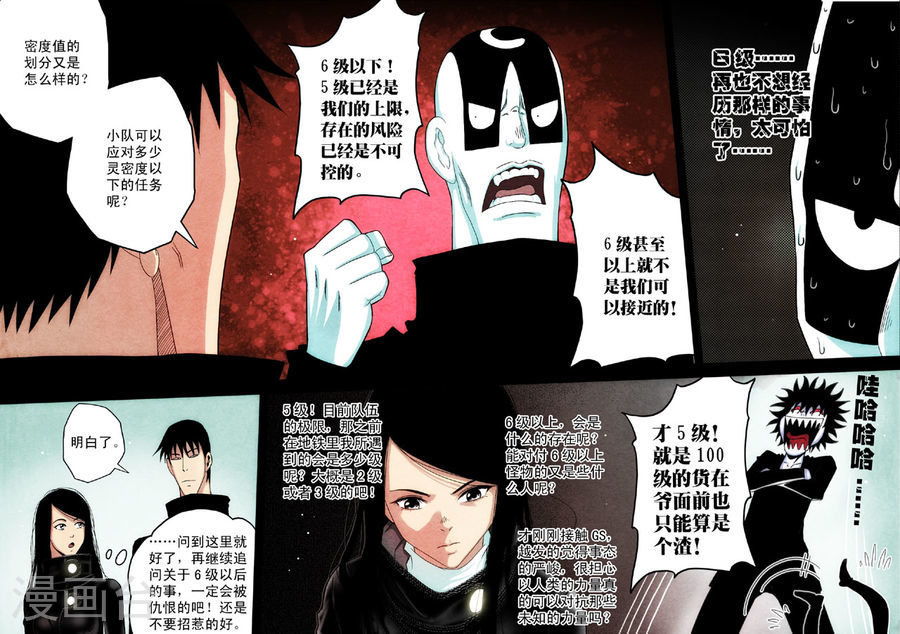 密度值的
划分又是
怎么样的？
小队可以
应对多少
灵密度以
下的任务
呢？
6级以下！
5级已经是
我们的上限，
存在的风险
已经是不可
控的。
6级甚至
以上就不
是我们可
以接近的！
6级……
再也不想经
历那样的事
情。太可怕
了……
明白了。
……问到这里就
好了，再继续追
问关于6级以后
的事，一定会被
仇恨的吧！还是
不要招惹的好。
5级！目前队伍
的极限，那之前
在地铁里我所遇
到的会是多少级
呢？大概是2级
或者3级的吧！
6级以上，会是
什么的存在呢？
能对付6级以上
怪物的又是些什
么人呢？
才刚刚接触GS，
越发的觉得事态
的严峻，很担心
以人类的力量真
的可以对抗那些
未知的力量吗？
才5级！
就是100
级的货在
爷面前也
只能算是
个渣！
哇哈哈哈……
漫画台